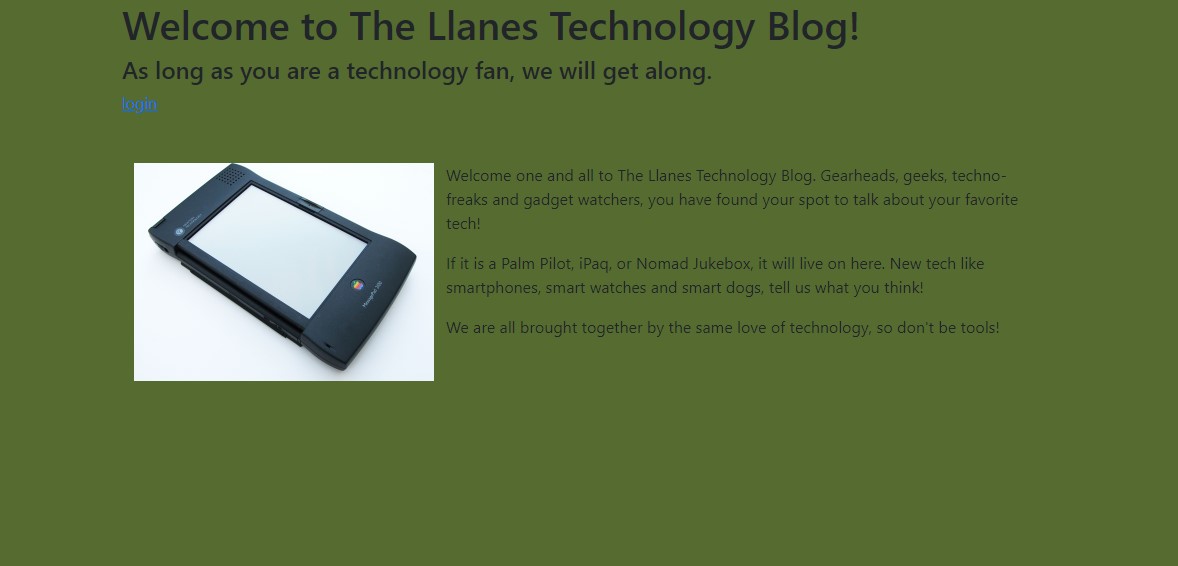 Welcome to The Llanes Technology Blog!
As long as you are a technology fan, we will get along.
login
Welcome one and all to The Llanes Technology Blog. Gearheads, geeks, techno-
freaks and gadget watchers, you have found your spot to talk about your favorite
tech!
If it is a Palm Pilot, iPaq, or Nomad Jukebox, it will live on here. New tech like
smartphones, smart watches and smart dogs, tell us what you think!
We are all brought together by the same love of technology, so don't be tools!